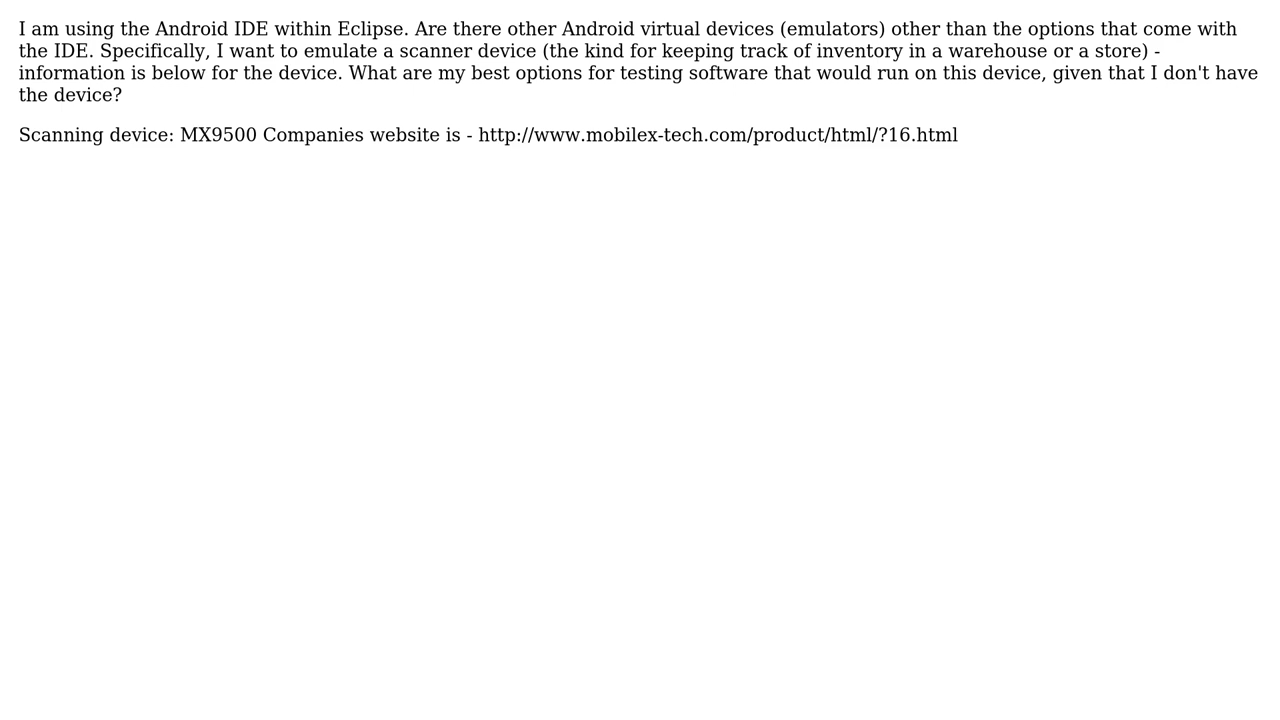 I am using the Android IDE within Eclipse. Are there other Android virtual devices (emulators) other than the options that come with
the IDE. Specifically, I want to emulate a scanner device (the kind for keeping track of inventory in a warehouse or a store) -
information is below for the device. What are my best options for testing software that would run on this device, given that I don't have
the device?
Scanning device: MX9500 Companies website is - http://www.mobilex-tech.com/product/html/?16.html